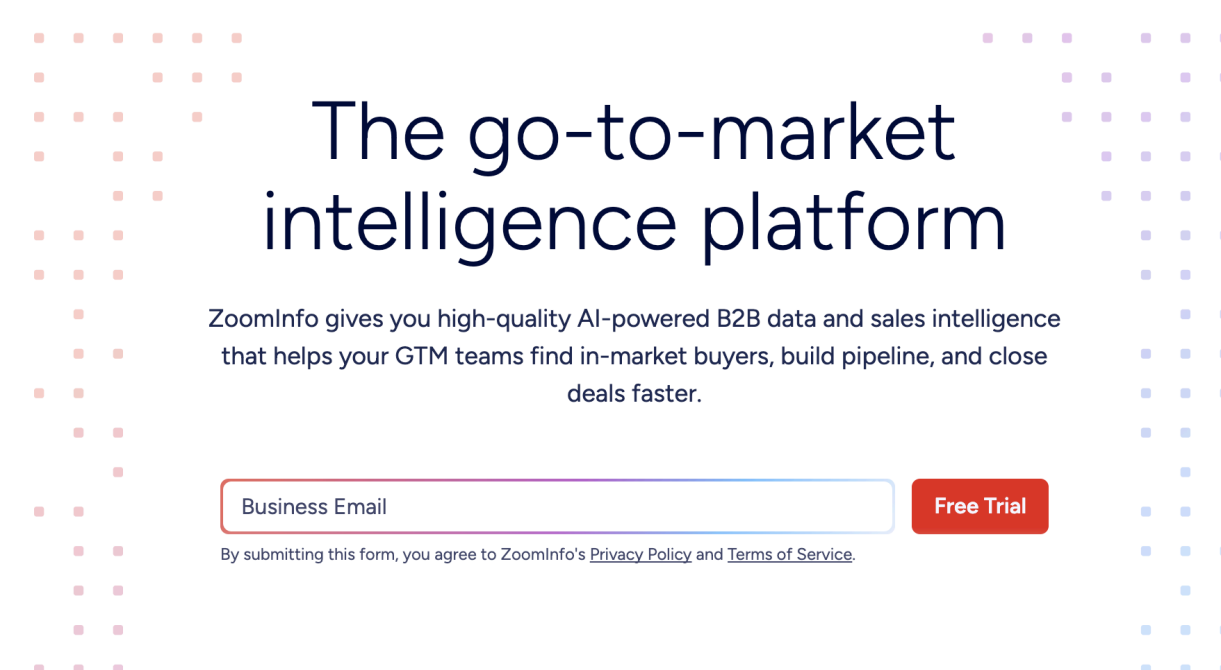 The go-to-market
intelligence platform
ZoomInfo gives you high-quality AI-powered B2B data and sales intelligence
that helps your GTM teams find in-market buyers, build pipeline, and close
deals faster.
Business Email
Free Trial
By submitting this form, you agree to ZoomInfo's Privacy Policy and Terms of Service.